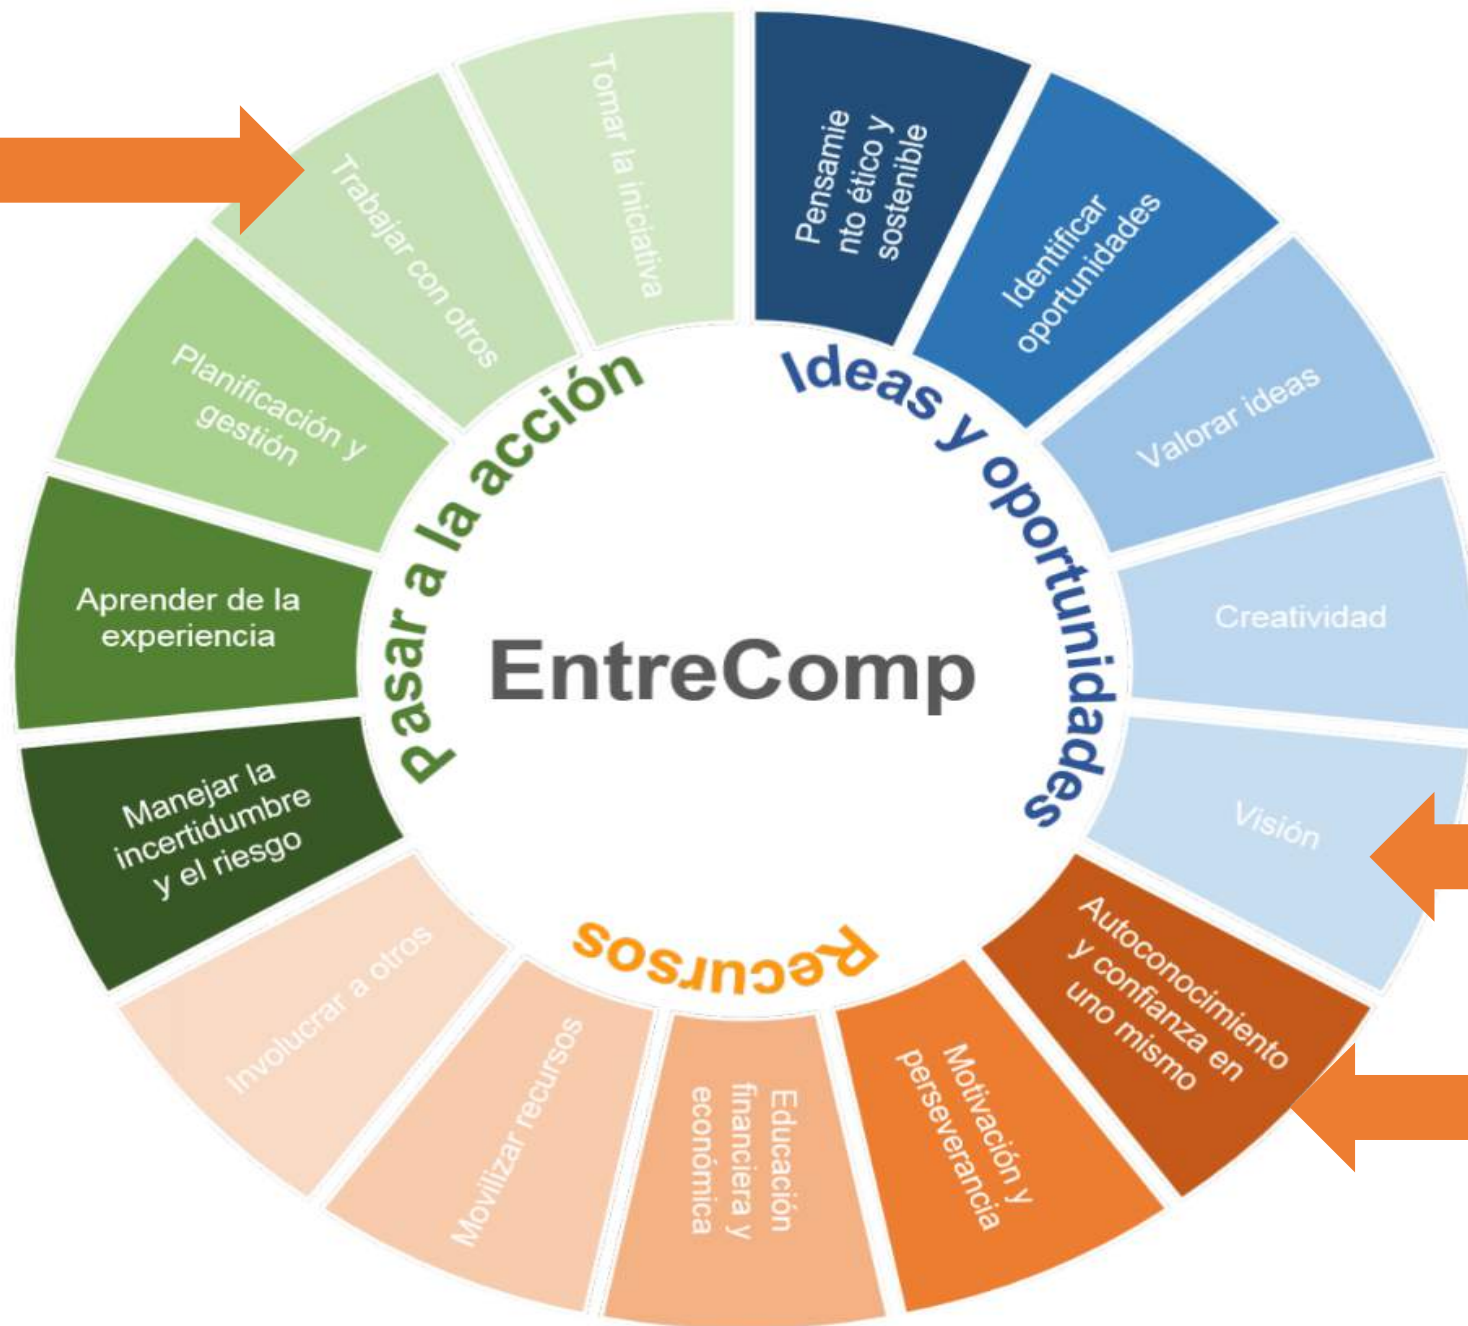 EntreComp
Ideas y oportunidades
Pensamie
nto ético y
sostenible
Identificar
oportunidades
Valorar ideas
Creatividad
Visión
Recursos
Autoconocimiento
y confianza en
uno mismo
Motivación y
perseverancia
Educación
financiera y
económica
Movilizar recursos
Involucrar a otros
Pasar a la acción
Manejar la
incertidumbre
y el riesgo
Aprender de la
experiencia
Planificación y
gestión
Trabajar con otros
Tomar la iniciativa